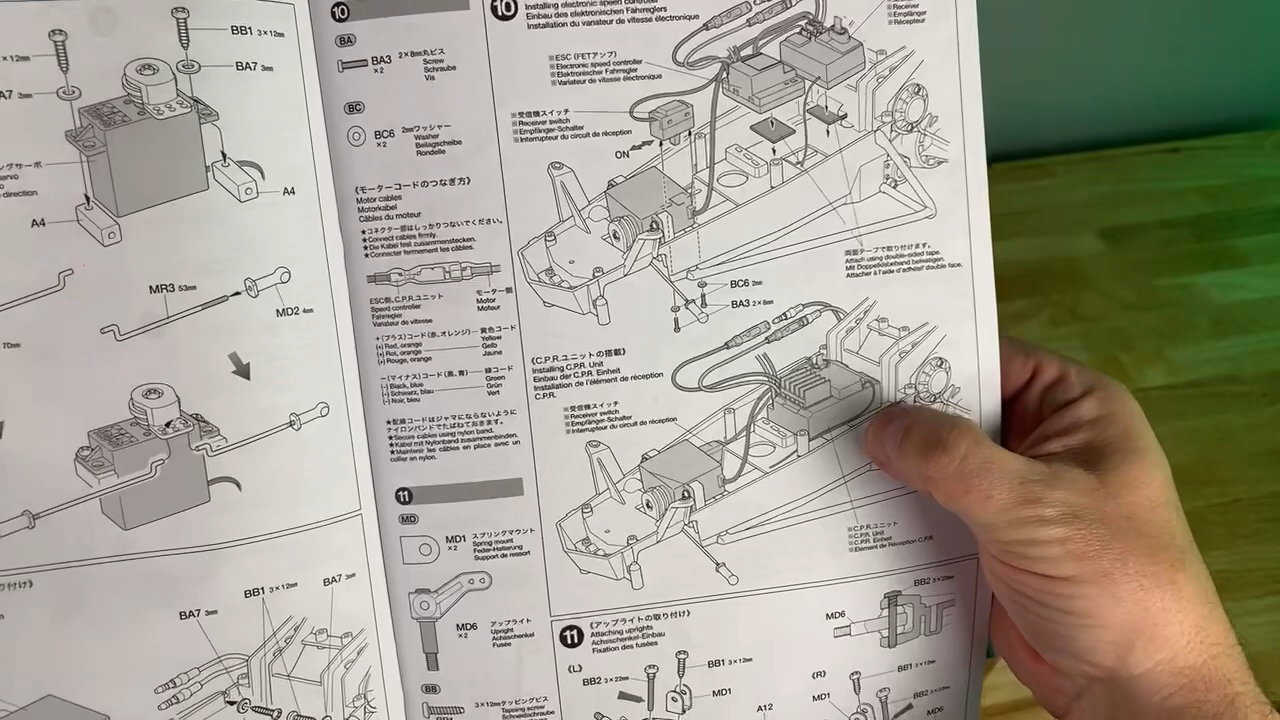 BB1 3×12mm
×12mm
BA7 3mm
A7 3mm
ングサーボ
direction
A4
A4
MR3 53mm
MD2 4mm
70mm
BB1 3×12mm
BA7 3mm
BA7 3mm
10
BA
BA3 2×8mm丸ビス
×2 Screw
Schraube
Vis
BC
BC6 2mmワッシャー
×2 Washer
Beilagscheibe
Rondelle
《モーターコードのつなぎ方》
Motor cables
Motorkabel
Câbles du moteur
★コネクター部はしっかりつないでください。
★Connect cables firmly.
★Die Kabel fest zusammenstecken.
★Connecter fermement les câbles.
ESC側、C.P.R.ユニット モーター側
Speed controller Motor
Fahrregler Moteur
Variateur de vitesse
+(プラス)コード(赤、オレンジ)— 黄色コード
(+) Red, orange Yellow
(+) Rot, orange Gelb
(+) Rouge, orange Jaune
−(マイナス)コード(黒、青)— 緑コード
(-) Black, blue Green
(-) Schwarz, blau Grün
(-) Noir, bleu Vert
★配線コードはジャマにならないように
ナイロンバンドでたばねておきます。
★Secure cables using nylon band.
★Kabel mit Nylonband zusammenbinden.
★Maintenir les câbles en place avec un
collier en nylon.
11
MD
MD1 スプリングマウント
×2 Spring mount
Feder-Halterung
Support de ressort
MD6 アップライト
×2 Upright
Achsschenkel
Fusée
BB
3×12mmタッピングビス
Tapping screw
10 Installing electronic speed controller
Einbau des elektronischen Fahrreglers
Installation du variateur de vitesse électronique
※Receiver
※Empfänger
※Récepteur
※ESC (FETアンプ)
※Electronic speed controller
※Elektronischer Fahrregler
※Variateur de vitesse électronique
※受信機スイッチ
※Receiver switch
※Empfänger-Schalter
※Interrupteur du circuit de réception
ON
両面テープで取り付けます。
Attach using double-sided tape.
Mit Doppelklebeband befestigen.
Attacher à l'aide d'adhésif double face.
BC6 2mm
BA3 2×8mm
《C.P.R.ユニットの搭載》
Installing C.P.R. Unit
Einbau der C.P.R. Einheit
Installation de l'élément de réception
C.P.R.
※受信機スイッチ
※Receiver switch
※Empfänger-Schalter
※Interrupteur du circuit de réception
※C.P.R.ユニット
※C.P.R. Unit
※C.P.R. Einheit
※Elément de Réception C.P.R.
11 《アップライトの取り付け》
Attaching uprights
Achsschenkel-Einbau
Fixation des fusées
BB2 3×22mm
MD6
(L)
BB1 3×12mm
BB2 3×22mm
MD1
A12
(R)
BB1 3×12mm
MD1
BB2 3×22mm
MD6